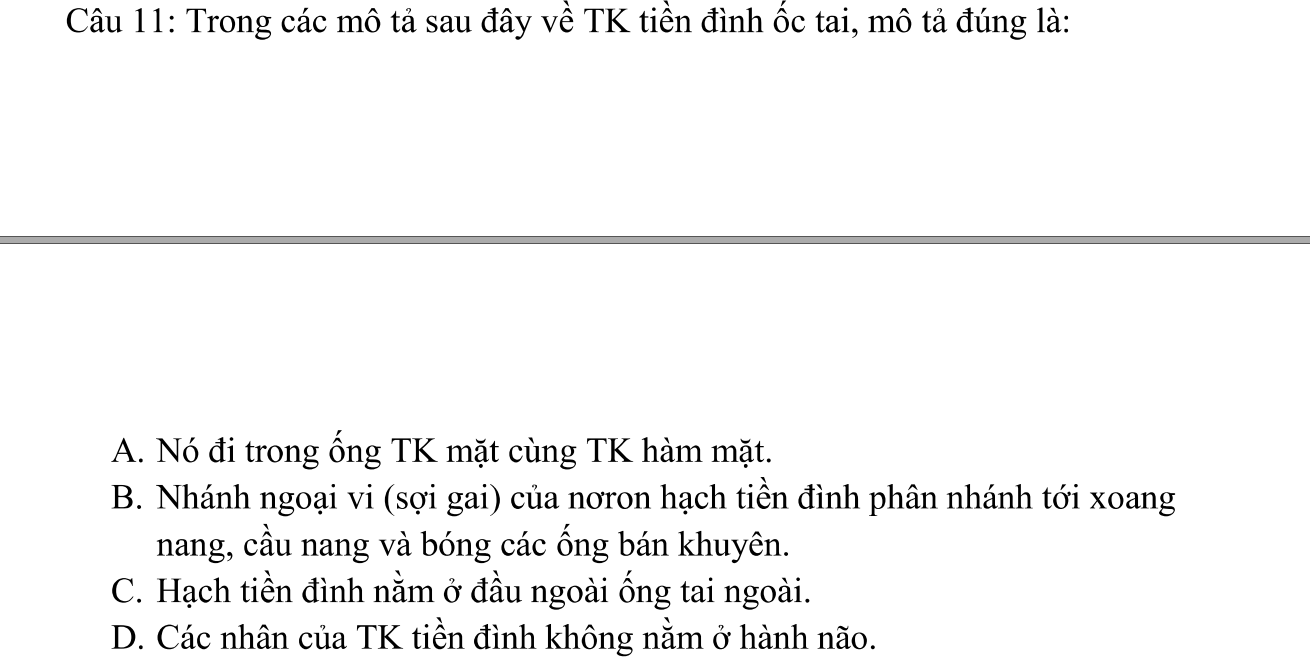 Câu 11: Trong các mô tả sau đây về TK tiền đình ốc tai, mô tả đúng là:
A. Nó đi trong ống TK mặt cùng TK hàm mặt.
B. Nhánh ngoại vi (sợi gai) của nơron hạch tiền đình phân nhánh tới xoang
nang, cầu nang và bóng các ống bán khuyên.
C. Hạch tiền đình nằm ở đầu ngoài ống tai ngoài.
D. Các nhân của TK tiền đình không nằm ở hành não.